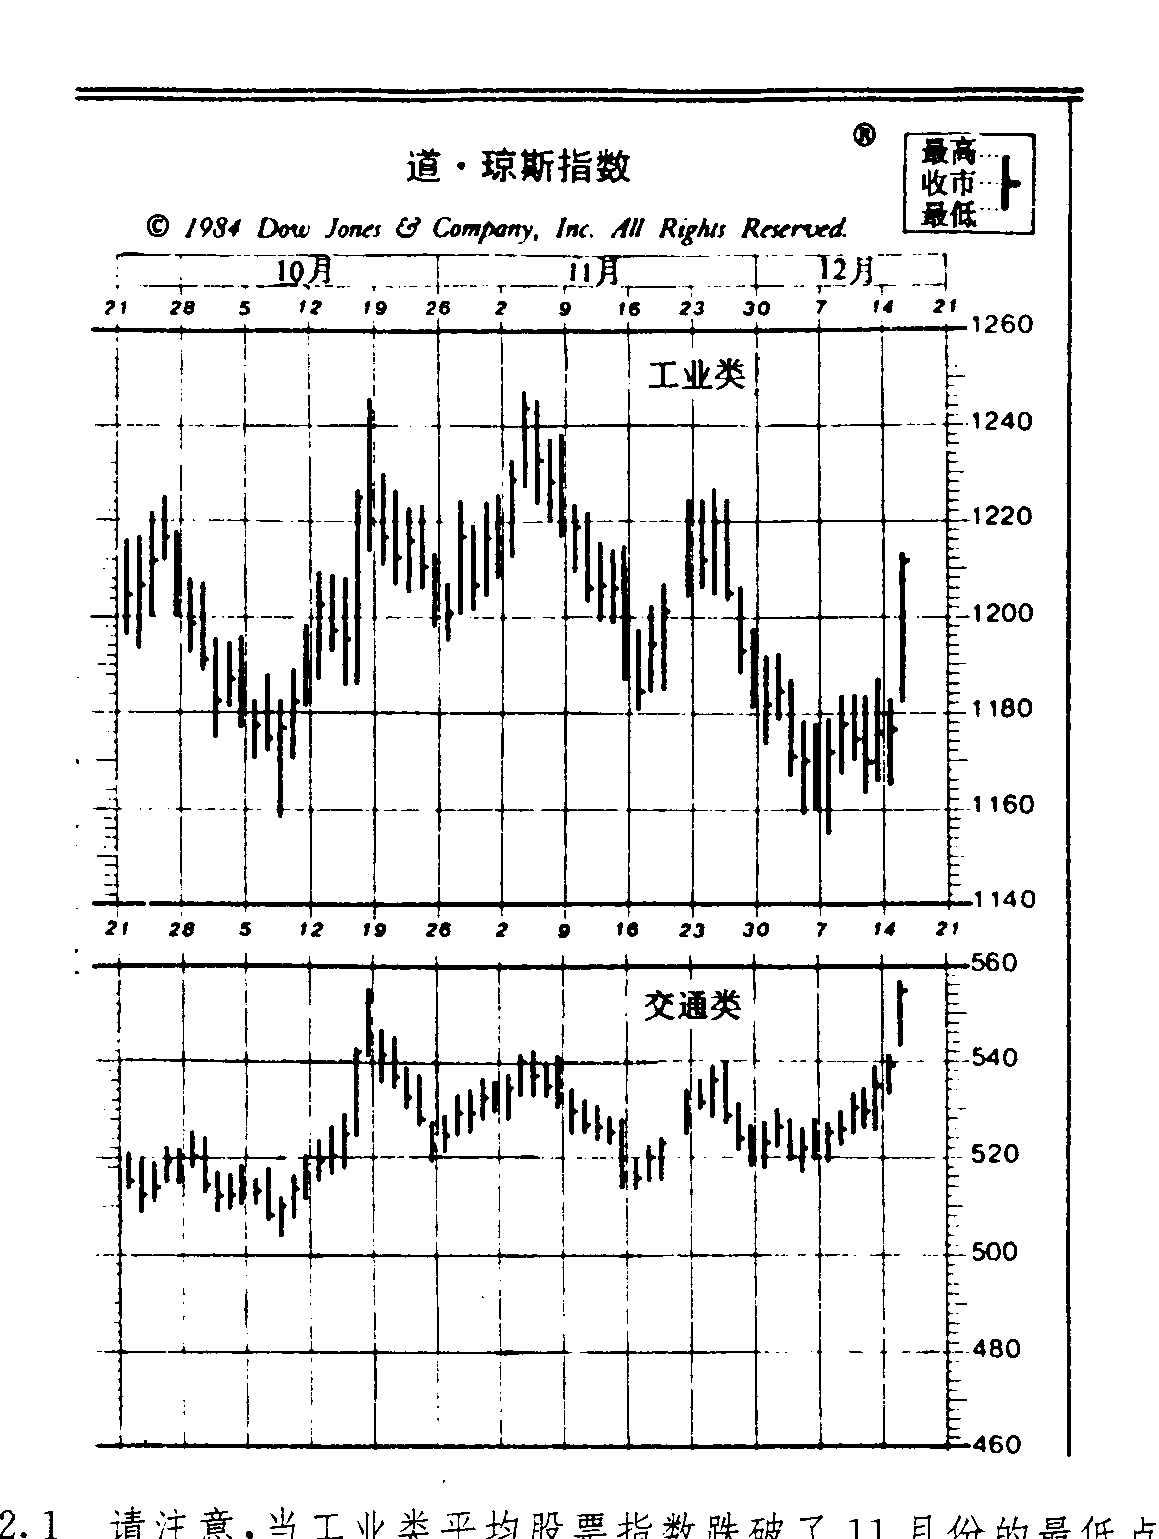 ®
道·琼斯指数
最高
收市
最低
© 1984 Dow Jones & Company, Inc. All Rights Reserved.
10月 11月 12月
21 28 5 12 19 26 2 9 16 23 30 7 14 21
1260
工业类
1240
1220
1200
1180
1160
1140
21 28 5 12 19 26 2 9 16 23 30 7 14 21
560
交通类
540
520
500
480
460
2.1 请注意,当工业类平均股票指数跌破了11月份的最低点